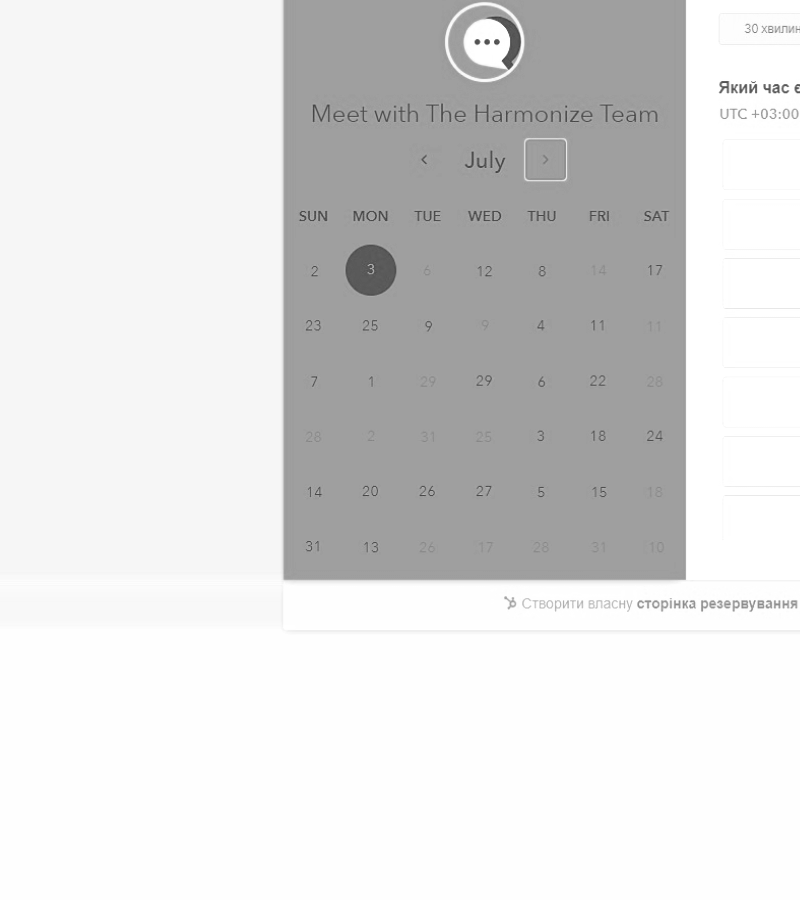 30 хвилин
Meet with The Harmonize Team
Який час є
UTC +03:00
July
SUN MON TUE WED THU FRI SAT
2 3 6 12 8 14 17
23 25 9 9 4 11 11
7 1 29 29 6 22 28
28 2 31 25 3 18 24
14 20 26 27 5 15 18
31 13 26 17 28 31 10
Створити власну сторінка резервування